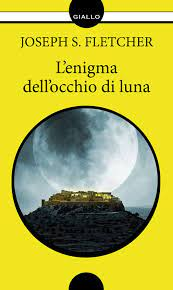 GIALLO
JOSEPH S. FLETCHER
L'enigma
dell'occhio di luna